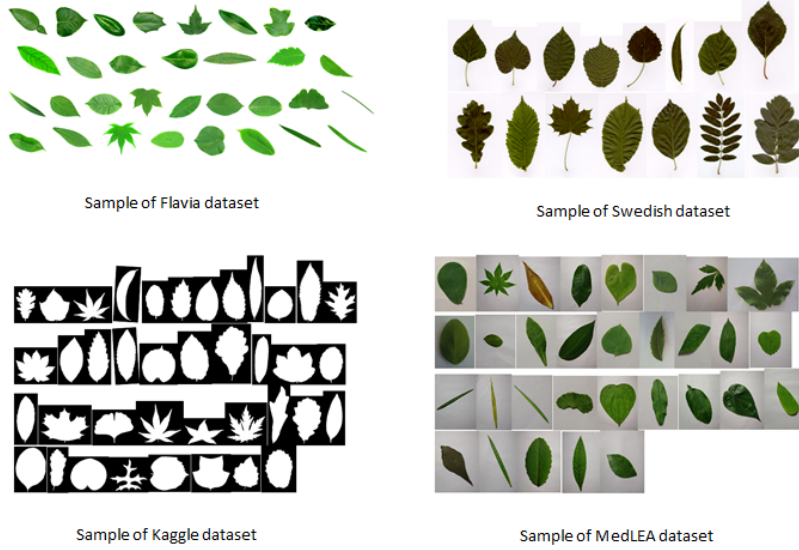 Sample of Flavia dataset
Sample of Swedish dataset
Sample of Kaggle dataset
Sample of MedLEA dataset